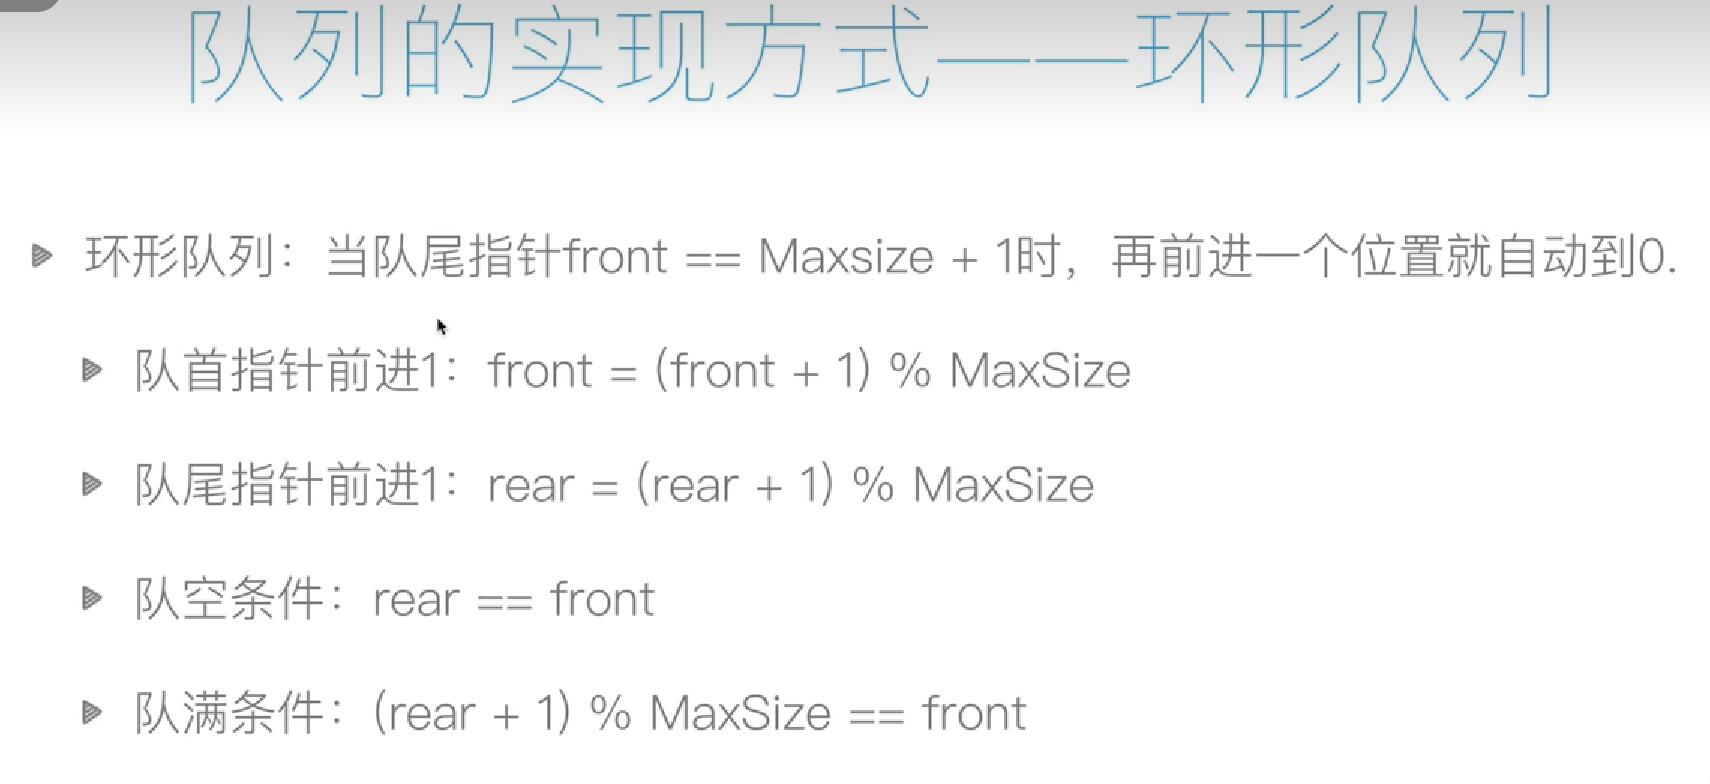 队列的实现方式——环形队列
环形队列：当队尾指针front == Maxsize + 1时，再前进一个位置就自动到0.
队首指针前进1：front = (front + 1) % MaxSize
队尾指针前进1：rear = (rear + 1) % MaxSize
队空条件：rear == front
队满条件：(rear + 1) % MaxSize == front